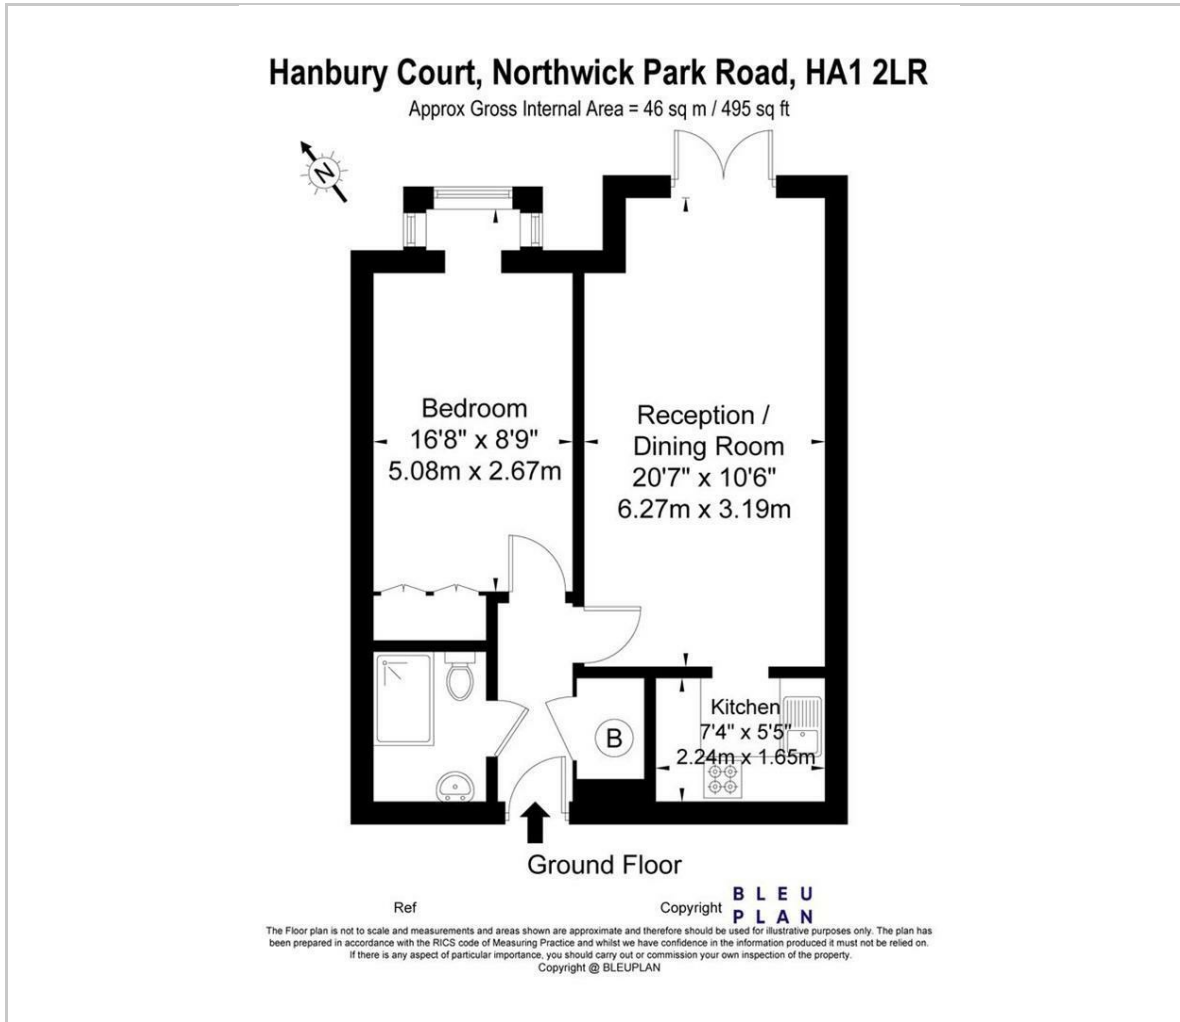 Hanbury Court, Northwick Park Road, HA1 2LR
Approx Gross Internal Area = 46 sq m / 495 sq ft
N
Bedroom
16'8" x 8'9"
5.08m x 2.67m
Reception /
Dining Room
20'7" x 10'6"
6.27m x 3.19m
Kitchen
7'4" x 5'5"
2.24m x 1.65m
B
Ground Floor
Ref
Copyright
BLEU
PLAN
The Floor plan is not to scale and measurements and areas shown are approximate and therefore should be used for illustrative purposes only. The plan has
been prepared in accordance with the RICS code of Measuring Practice and whilst we have confidence in the information produced it must not be relied on.
If there is any aspect of particular importance, you should carry out or commission your own inspection of the property.
Copyright @ BLEUPLAN